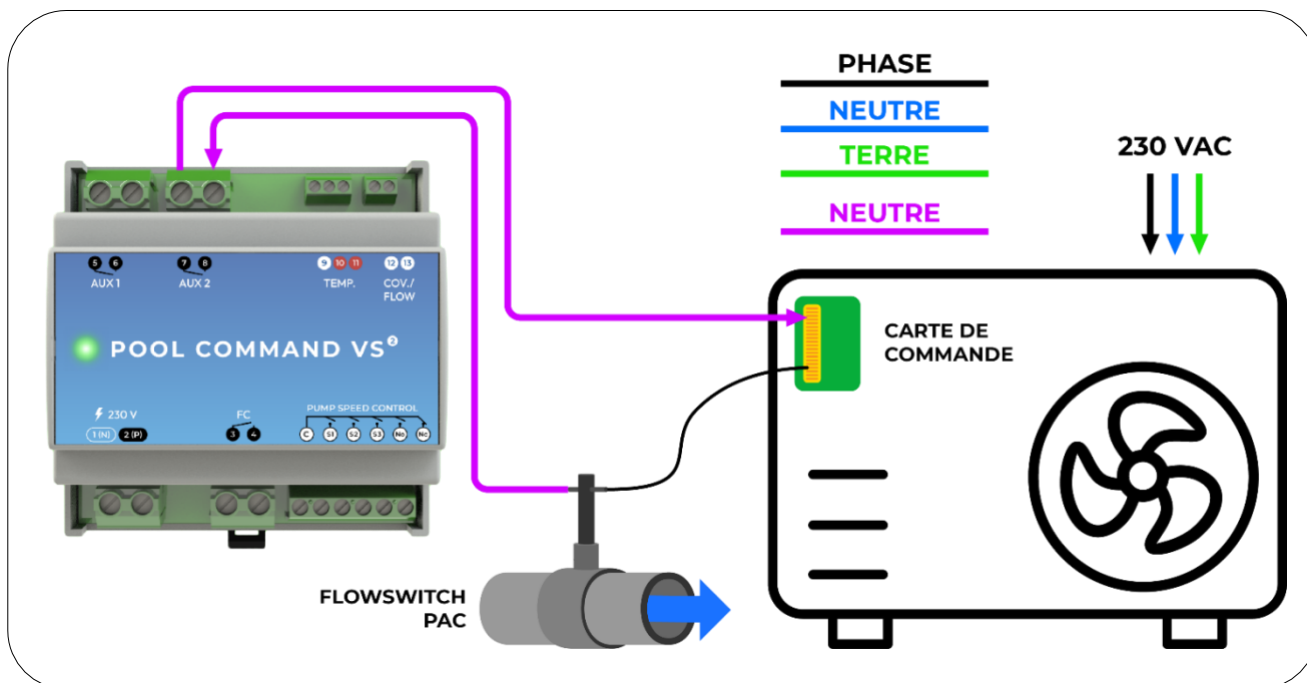 PHASE
NEUTRE
TERRE
NEUTRE
230 VAC
5 6
AUX 1
7 8
AUX 2
9 10 11
TEMP.
12 13
COV./
FLOW
POOL COMMAND VS²
230 V
1 (N) 2 (P)
FC
3 4
PUMP SPEED CONTROL
C S1 S2 S3 No Nc
CARTE DE
COMMANDE
FLOWSWITCH
PAC